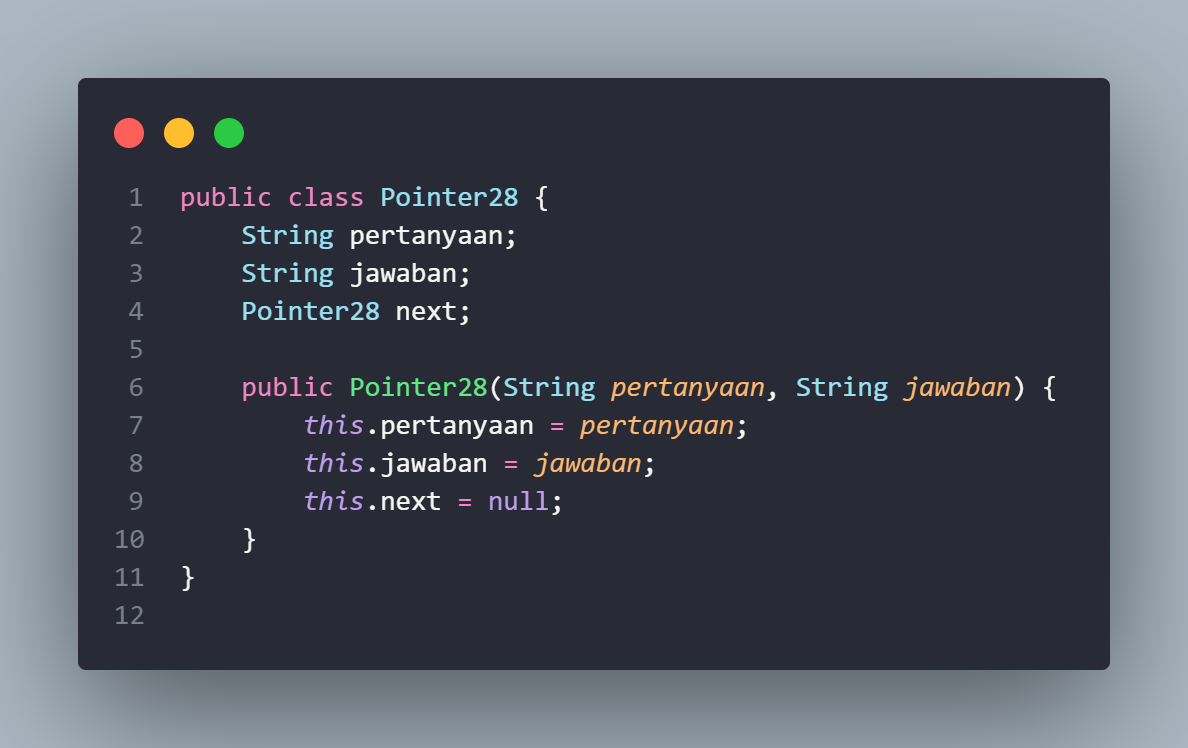 1 public class Pointer28 {
2     String pertanyaan;
3     String jawaban;
4     Pointer28 next;
5
6     public Pointer28(String pertanyaan, String jawaban) {
7         this.pertanyaan = pertanyaan;
8         this.jawaban = jawaban;
9         this.next = null;
10     }
11 }
12